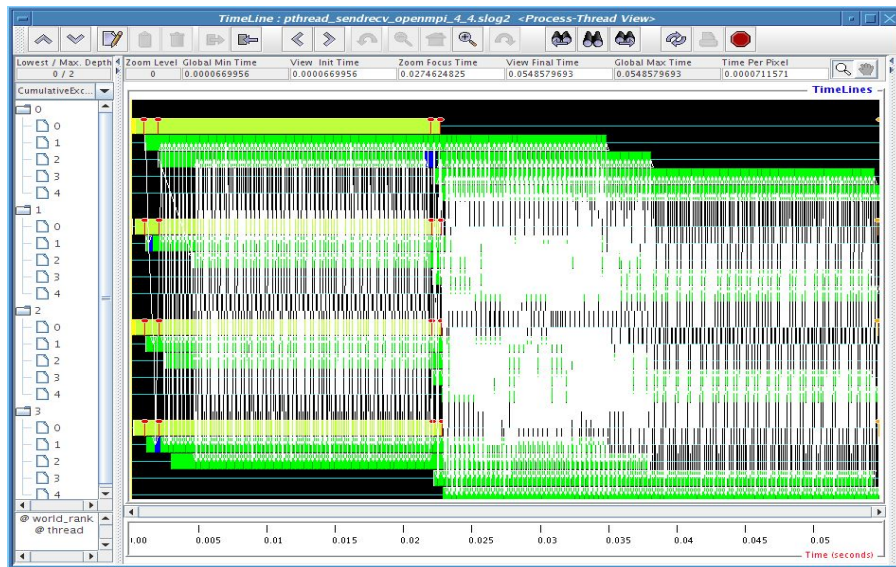 TimeLine : pthread_sendrecv_openmpi_4_4.slog2 <Process-Thread View>
Lowest / Max. Depth
0 / 2
Zoom Level
0
Global Min Time
0.0000669956
View Init Time
0.0000669956
Zoom Focus Time
0.0274624825
View Final Time
0.0548579693
Global Max Time
0.0548579693
Time Per Pixel
0.0000711571
CumulativeExc...
TimeLines
0
0
1
2
3
4
1
0
1
2
3
4
2
0
1
2
3
4
3
0
1
2
3
4
@ world_rank
@ thread
0.00 0.005 0.01 0.015 0.02 0.025 0.03 0.035 0.04 0.045 0.05
Time (seconds)